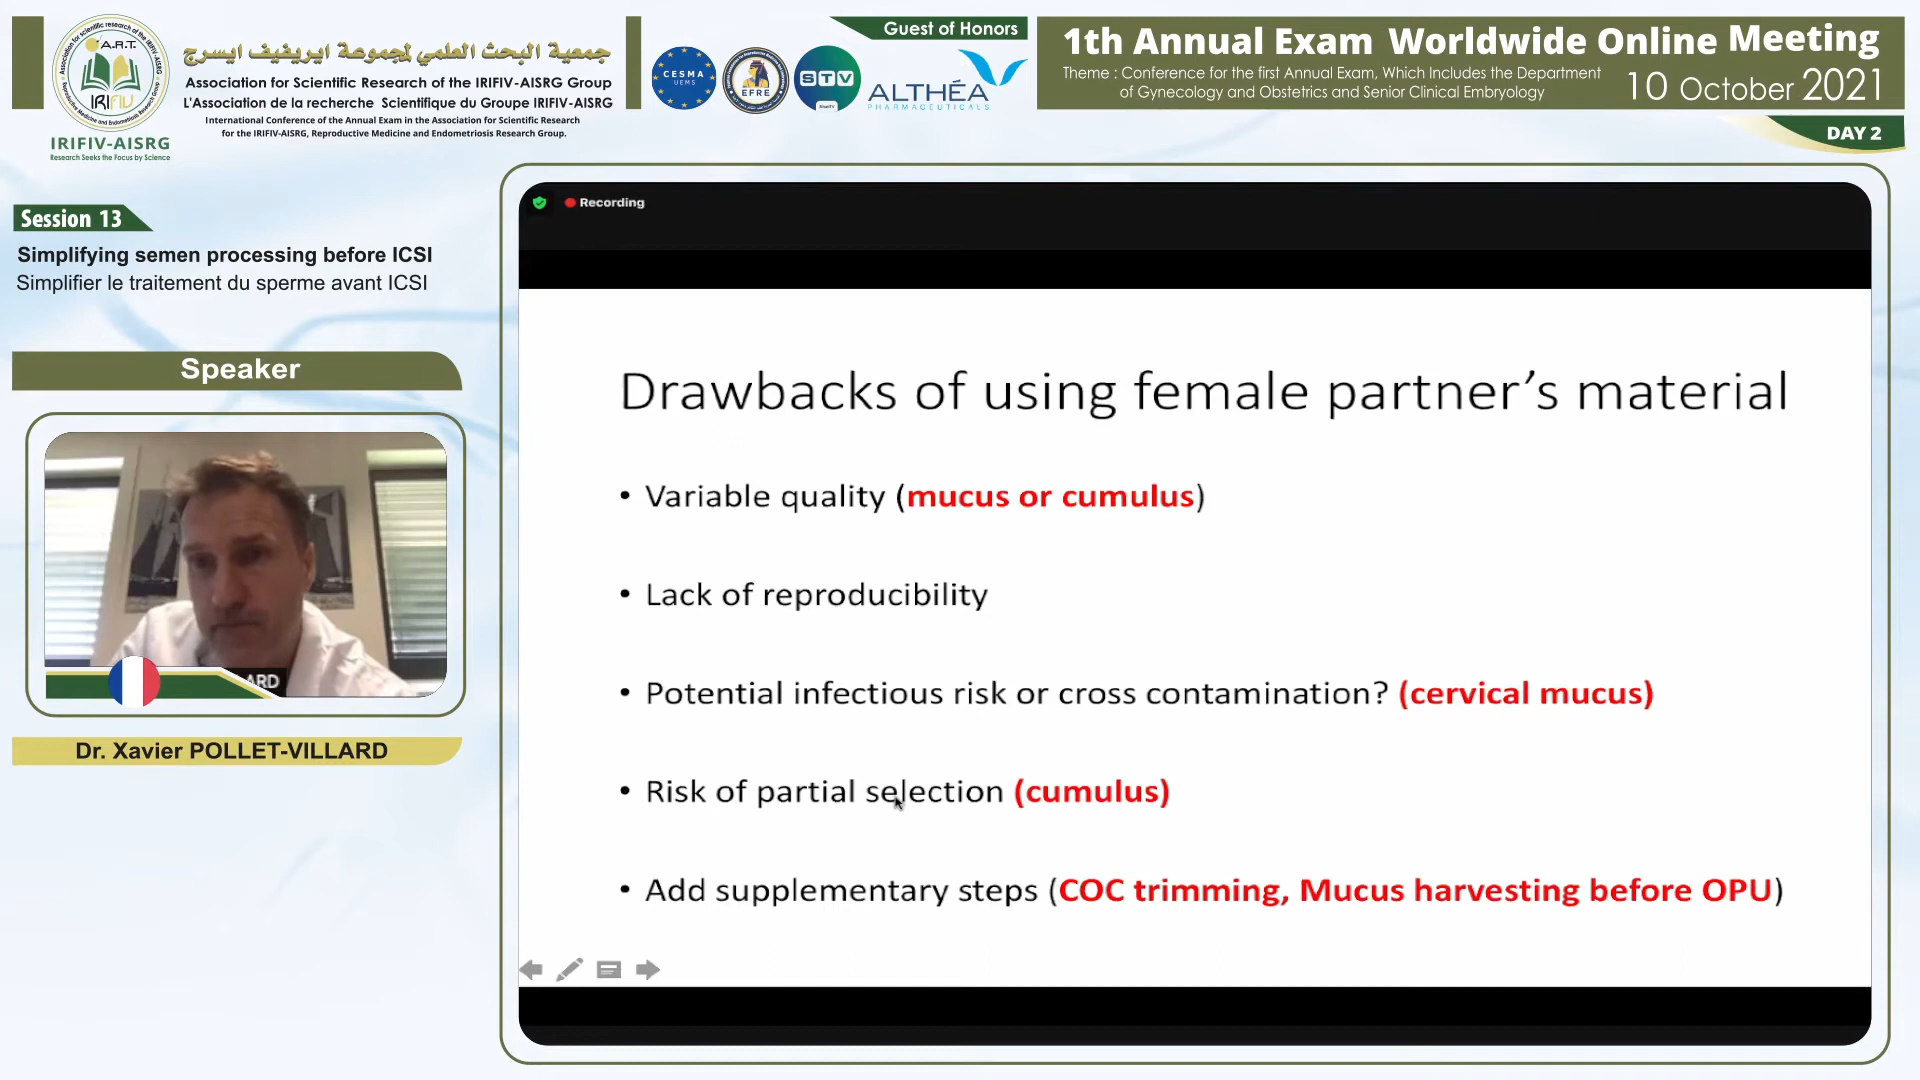 A.R.T.
IRIFIV
IRIFIV-AISRG
Research Seeks the Focus by Science
جمعية البحث العلمي لمجموعة ايريفيف ايسرج
Association for Scientific Research of the IRIFIV-AISRG Group
L'Association de la recherche Scientifique du Groupe IRIFIV-AISRG
International Conference of the Annual Exam in the Association for Scientific Research
for the IRIFIV-AISRG, Reproductive Medicine and Endometriosis Research Group.
Guest of Honors
CESMA
UEMS
EFRE
STV
ALTHÉA
PHARMACEUTICALS
1th Annual Exam Worldwide Online Meeting
Theme : Conference for the first Annual Exam, Which Includes the Department
of Gynecology and Obstetrics and Senior Clinical Embryology
10 October 2021
DAY 2
Session 13
Simplifying semen processing before ICSI
Simplifier le traitement du sperme avant ICSI
Speaker
ARD
Dr. Xavier POLLET-VILLARD
Recording
Drawbacks of using female partner's material
• Variable quality (mucus or cumulus)
• Lack of reproducibility
• Potential infectious risk or cross contamination? (cervical mucus)
• Risk of partial selection (cumulus)
• Add supplementary steps (COC trimming, Mucus harvesting before OPU)